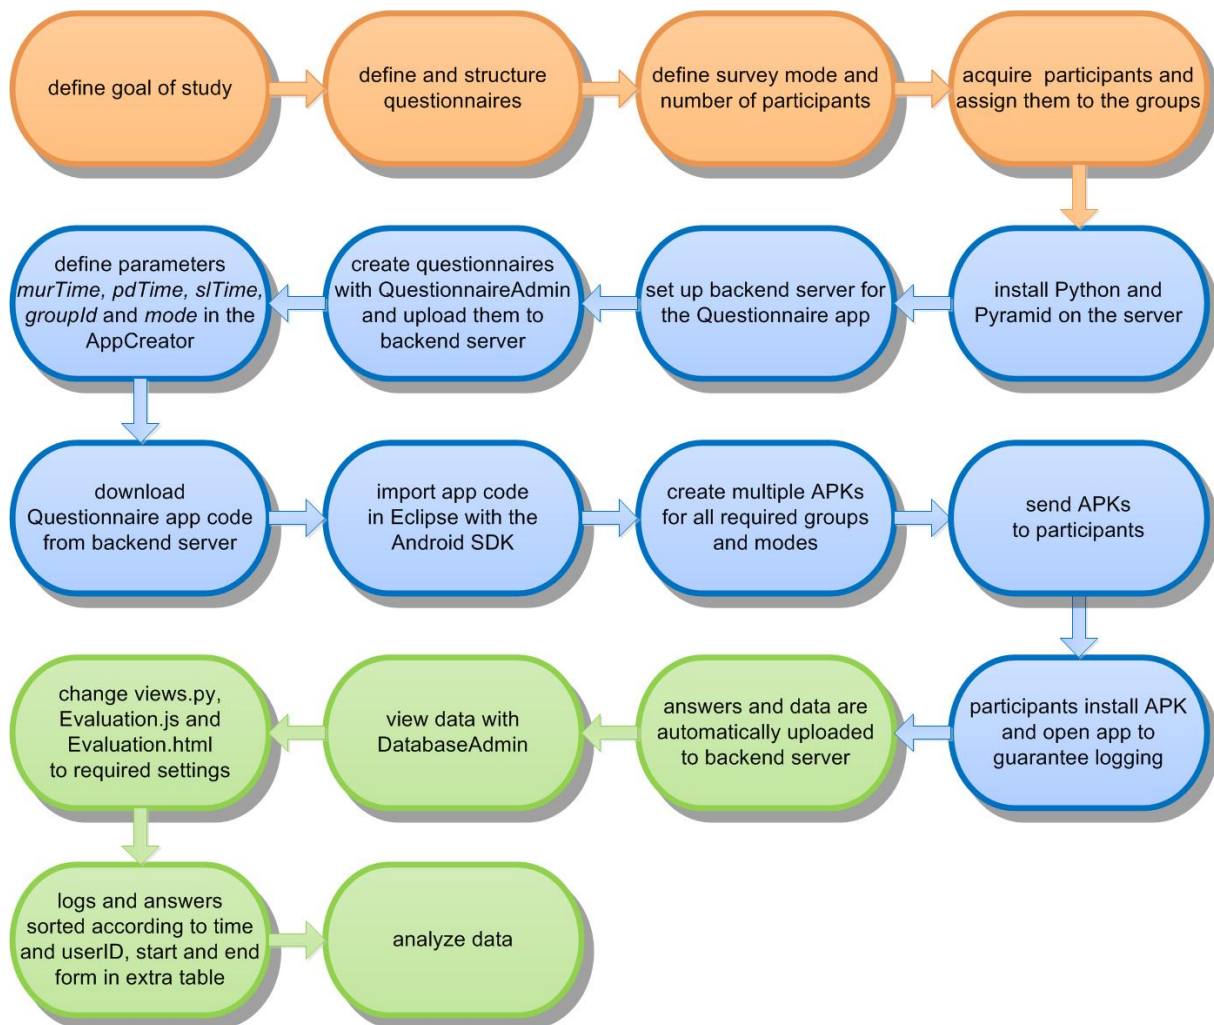 define goal of study
define and structure
questionnaires
define survey mode and
number of participants
acquire participants and
assign them to the groups
install Python and
Pyramid on the server
set up backend server for
the Questionnaire app
create questionnaires
with QuestionnaireAdmin
and upload them to
backend server
define parameters
murTime, pdTime, slTime,
groupId and mode in the
AppCreator
download
Questionnaire app code
from backend server
import app code
in Eclipse with the
Android SDK
create multiple APKs
for all required groups
and modes
send APKs
to participants
participants install APK
and open app to
guarantee logging
answers and data are
automatically uploaded
to backend server
view data with
DatabaseAdmin
change views.py,
Evaluation.js and
Evaluation.html
to required settings
logs and answers
sorted according to time
and userID, start and end
form in extra table
analyze data